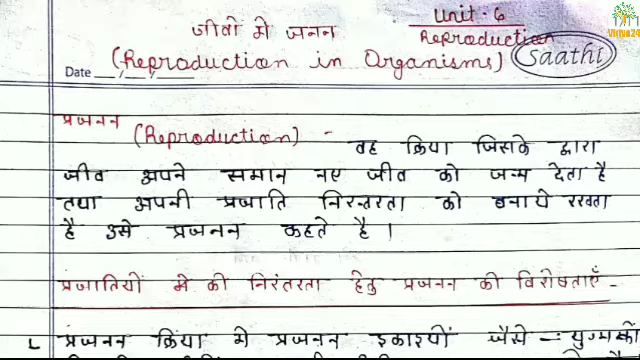 Unit-6
जीवो मे जनन Reproduction
(Reproduction in Organisms) Saathi
Date
Virtue24
प्रजनन
(Reproduction) -
वह क्रिया जिसके द्वारा
जीव अपने समान नए जीव को जन्म देता है
तथा अपनी प्रजाति निरन्तरता को बनाये रखता
है उसे प्रजनन कहते है ।
प्रजातियों मे की निरंतरता हेतु प्रजनन की विशेषताएँ -
1. प्रजनन क्रिया मे प्रजनन इकाइयों जैसे - युग्मको